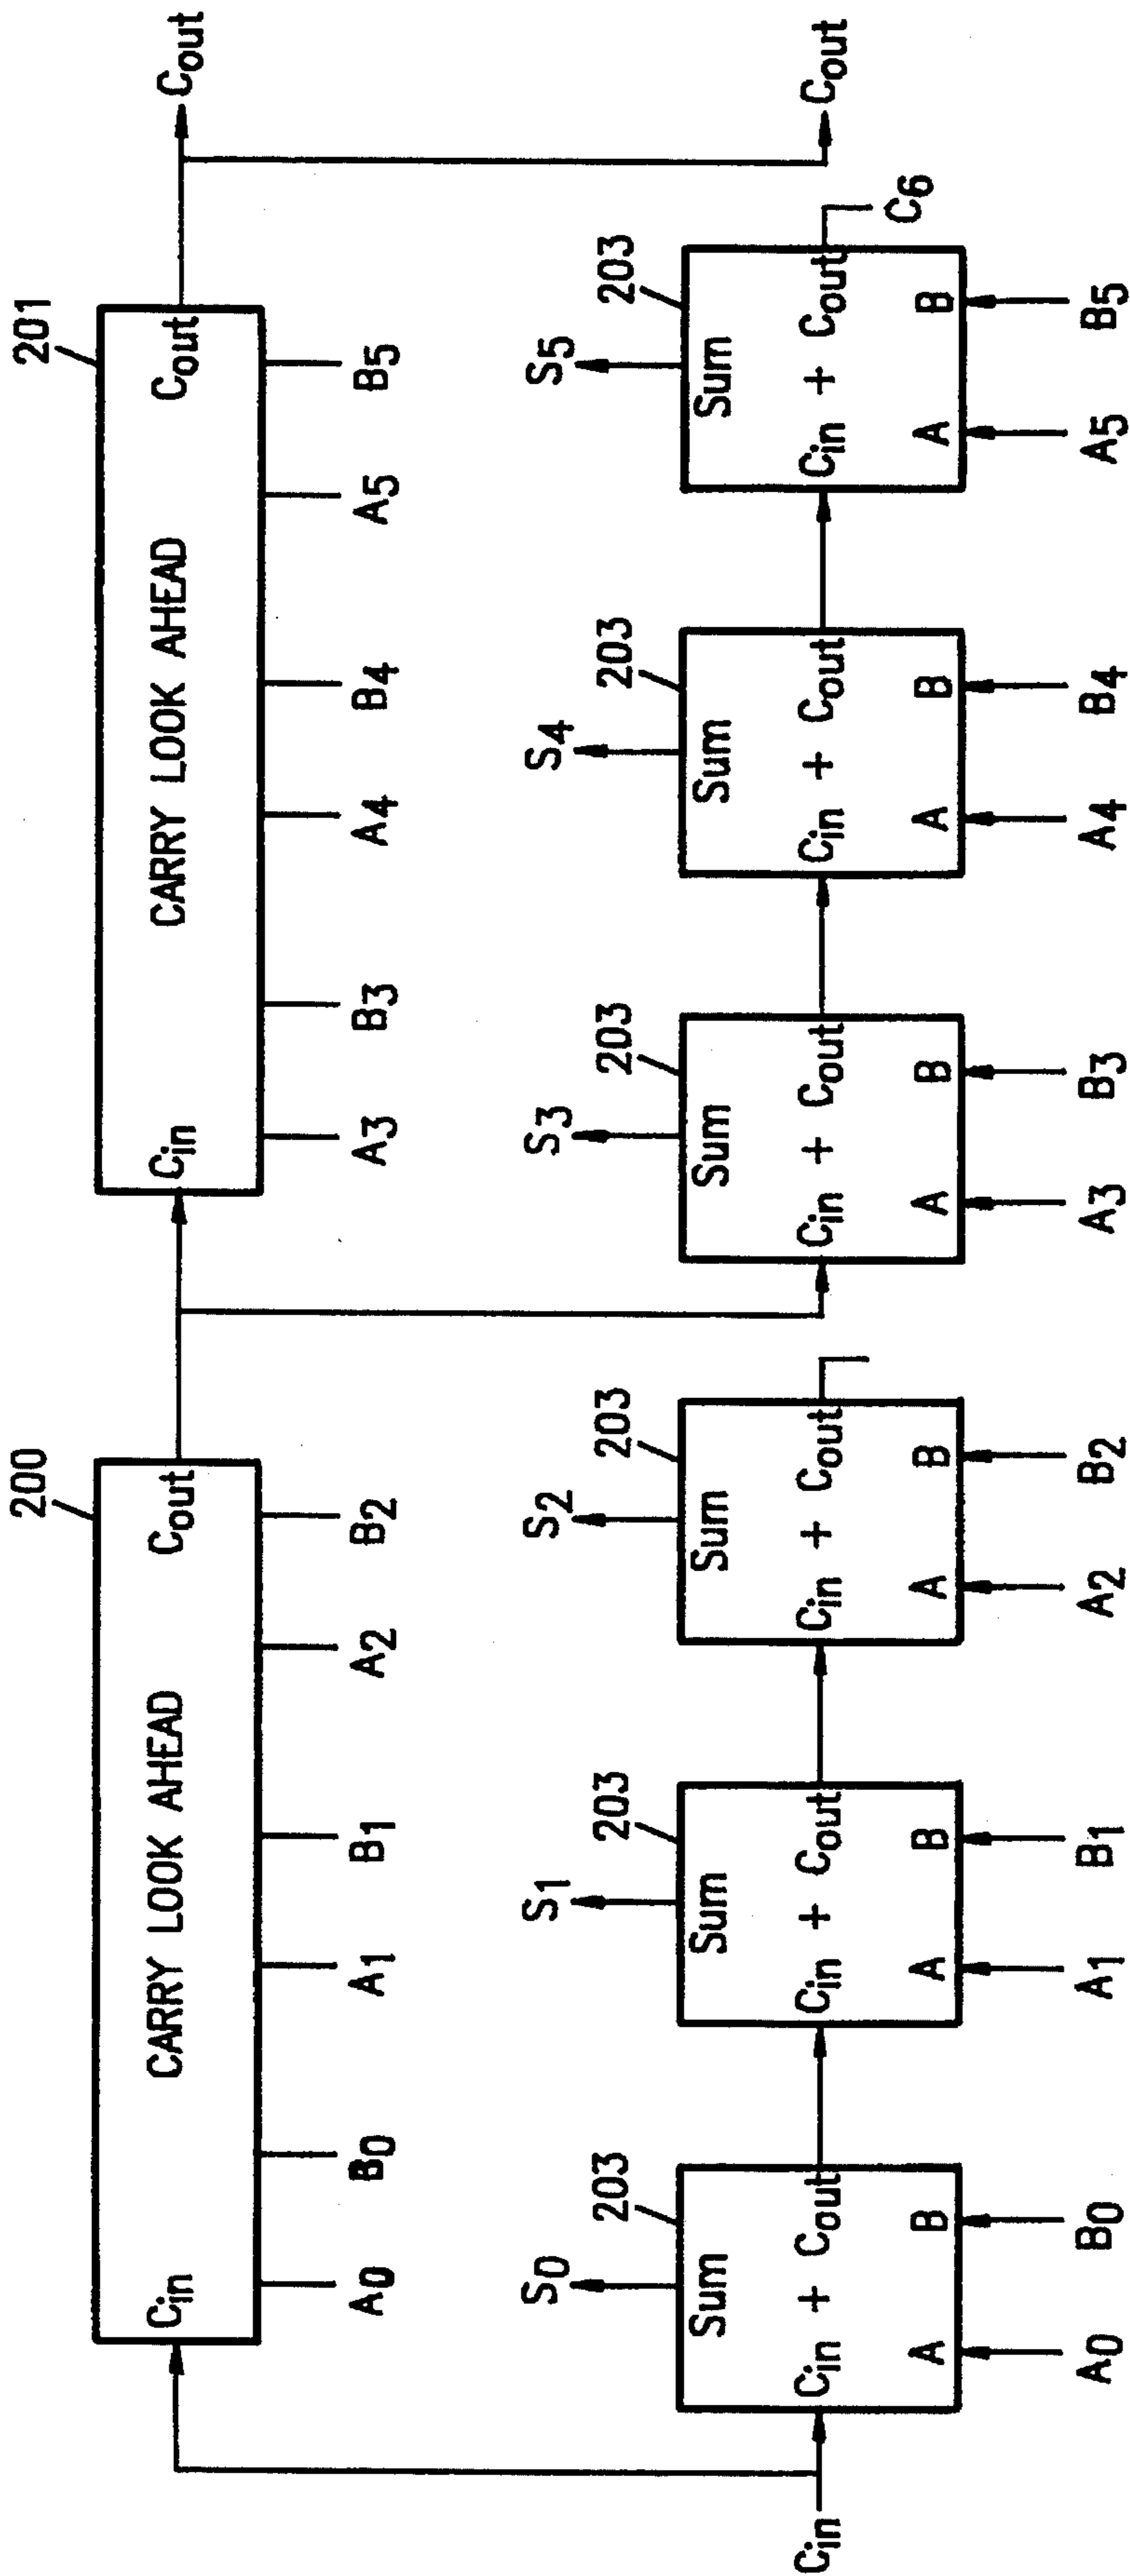 200
201
Cin CARRY LOOK AHEAD Cout
Cin CARRY LOOK AHEAD Cout
Cout
A0 B0 A1 B1 A2 B2
A3 B3 A4 B4 A5 B5
S0 203
S1 203
S2 203
S3 203
S4 203
S5 203
Sum
Sum
Sum
Sum
Sum
Sum
Cin
Cin + Cout
Cin + Cout
Cin + Cout
Cin + Cout
Cin + Cout
Cin + Cout
C6
Cout
A B
A B
A B
A B
A B
A B
A0 B0
A1 B1
A2 B2
A3 B3
A4 B4
A5 B5